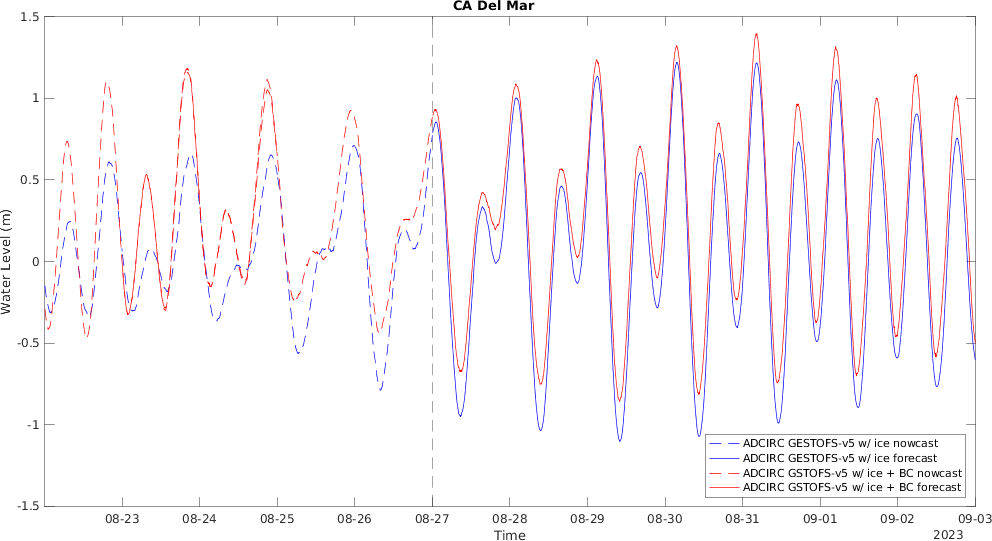 CA Del Mar
1.5
1
0.5
0
-0.5
-1
-1.5
Water Level (m)
ADCIRC GESTOFS-v5 w/ ice nowcast
ADCIRC GESTOFS-v5 w/ ice forecast
ADCIRC GSTOFS-v5 w/ ice + BC nowcast
ADCIRC GSTOFS-v5 w/ ice + BC forecast
08-23 08-24 08-25 08-26 08-27 08-28 08-29 08-30 08-31 09-01 09-02 09-03
Time
2023